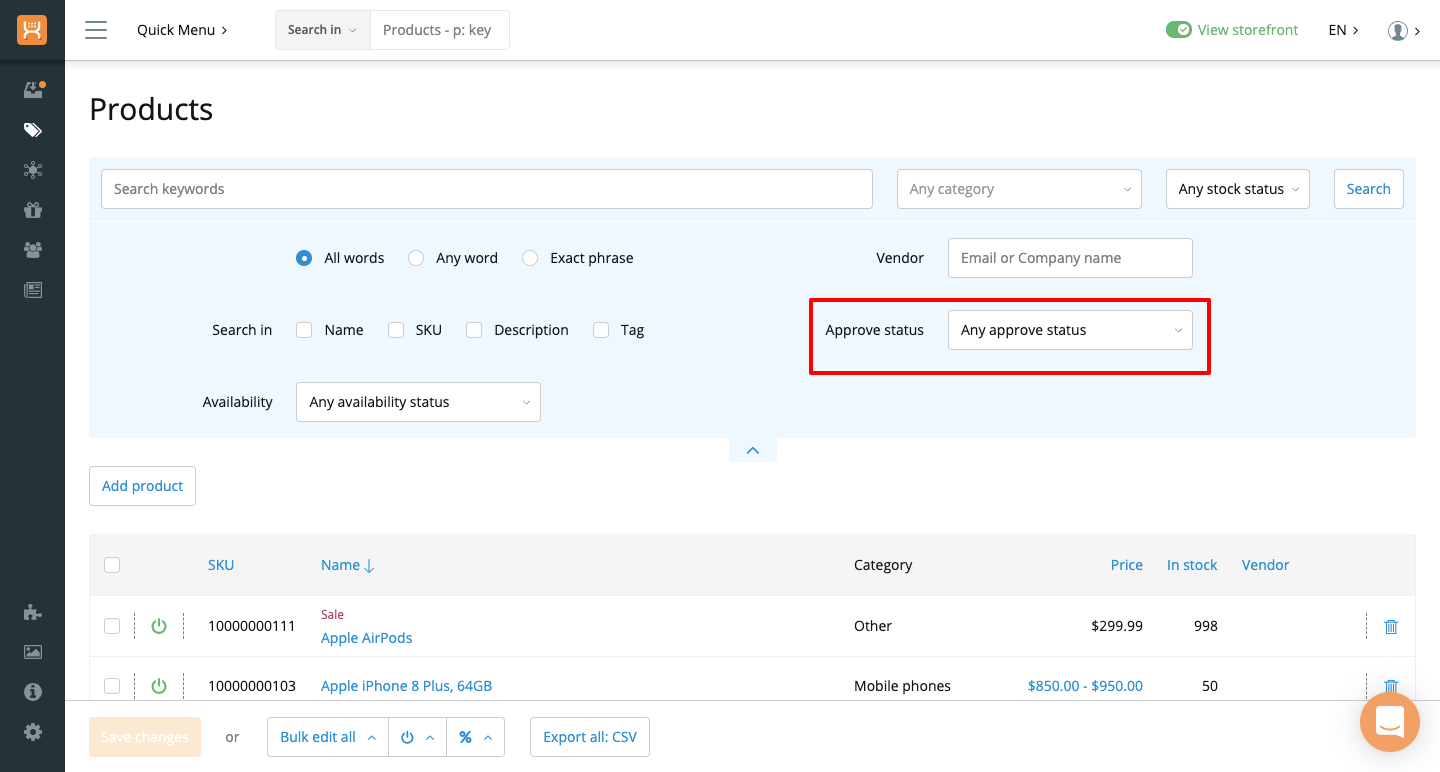 Quick Menu
Search in
Products - p: key
View storefront
EN
Products
Search keywords
Any category
Any stock status
Search
All words
Any word
Exact phrase
Vendor
Email or Company name
Search in
Name
SKU
Description
Tag
Approve status
Any approve status
Availability
Any availability status
Add product
SKU
Name
Category
Price
In stock
Vendor
10000000111
Sale
Apple AirPods
Other
$299.99
998
10000000103
Apple iPhone 8 Plus, 64GB
Mobile phones
$850.00 - $950.00
50
Save changes
or
Bulk edit all
%
Export all: CSV